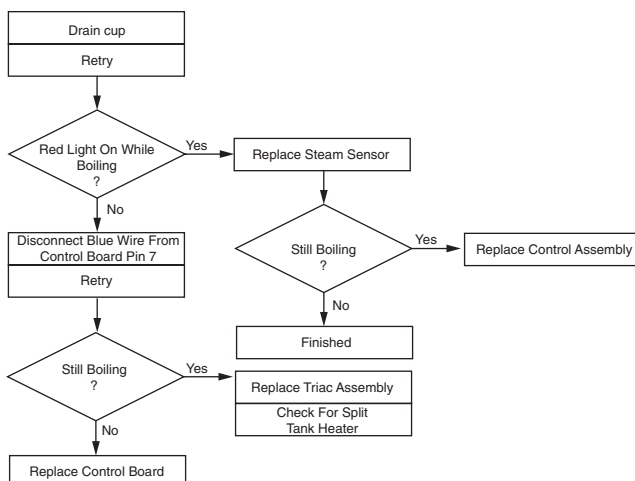 Drain cup
Retry
Red Light On While
Boiling
?
Yes
Replace Steam Sensor
No
Disconnect Blue Wire From
Control Board Pin 7
Retry
Still Boiling
?
Yes
Replace Control Assembly
No
Finished
Still Boiling
?
Yes
Replace Triac Assembly
Check For Split
Tank Heater
No
Replace Control Board